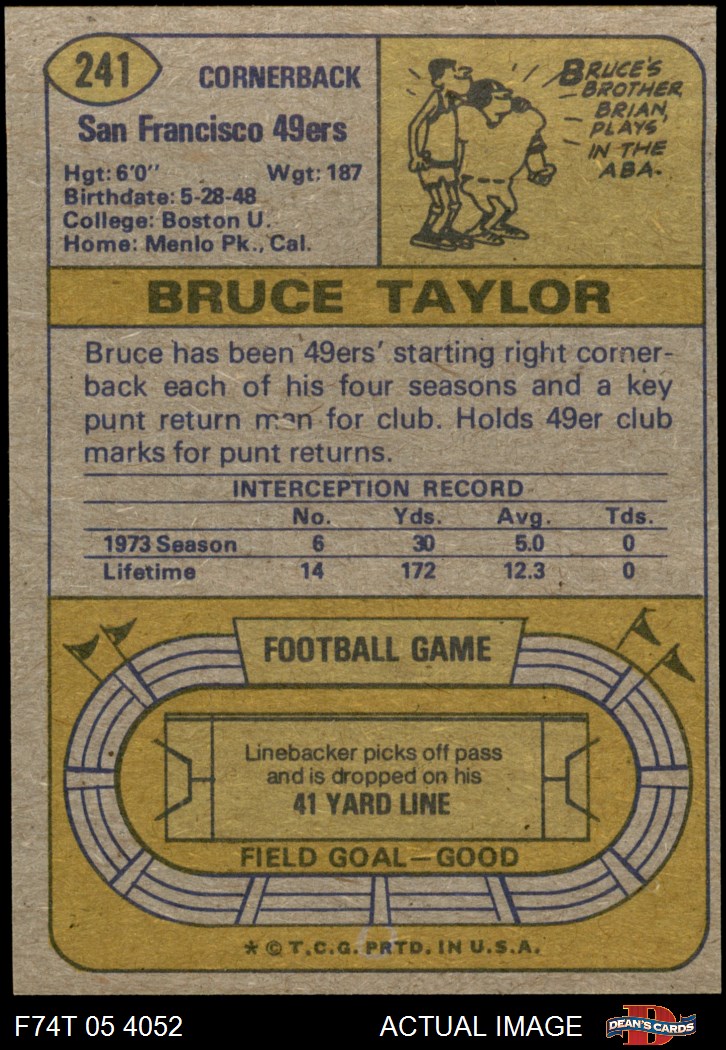 241
CORNERBACK
San Francisco 49ers
Hgt: 6'0" Wgt: 187
Birthdate: 5-28-48
College: Boston U.
Home: Menlo Pk., Cal.
BRUCE'S
BROTHER,
BRIAN,
PLAYS
IN THE
ABA.
BRUCE TAYLOR
Bruce has been 49ers' starting right corner-
back each of his four seasons and a key
punt return man for club. Holds 49er club
marks for punt returns.
INTERCEPTION RECORD
No. Yds. Avg. Tds.
1973 Season 6 30 5.0 0
Lifetime 14 172 12.3 0
FOOTBALL GAME
Linebacker picks off pass
and is dropped on his
41 YARD LINE
FIELD GOAL—GOOD
* © T.C.G. PRTD. IN U.S.A.
F74T 05 4052 ACTUAL IMAGE D DEAN'S CARDS